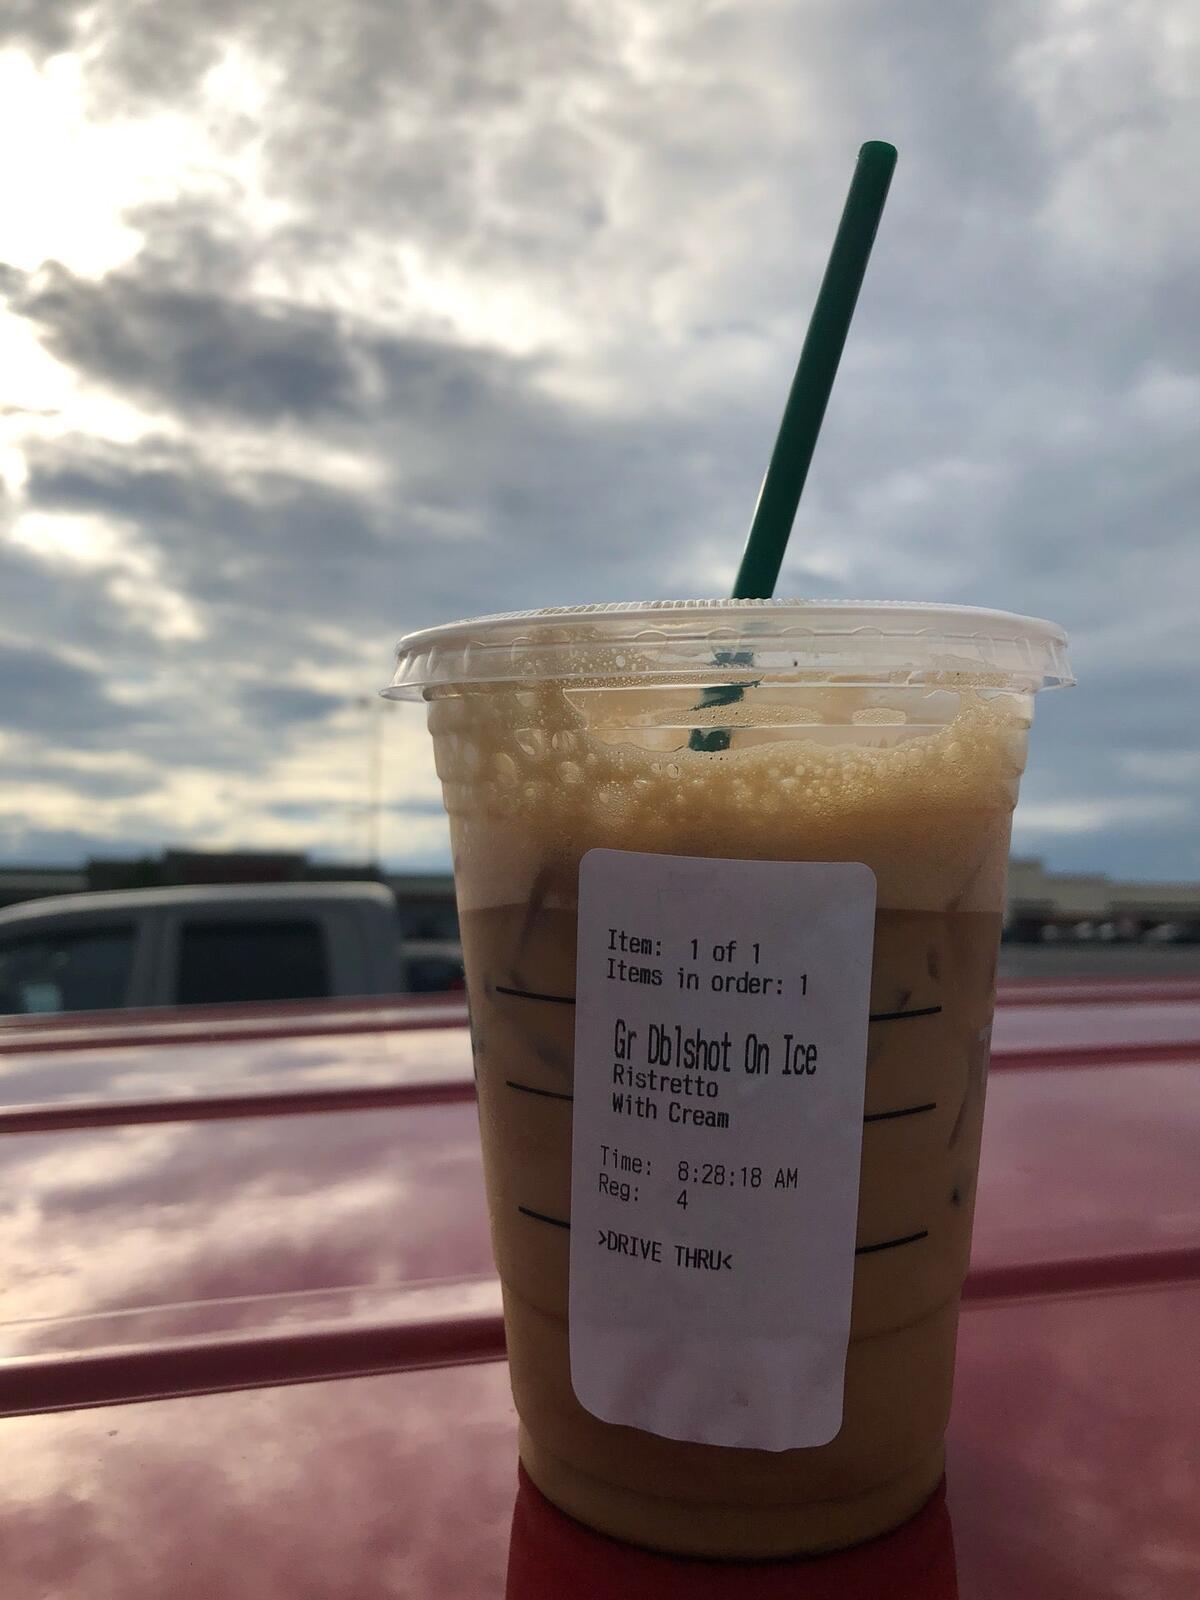 Item: 1 of 1
Items in order: 1
Gr Dblshot On Ice
Ristretto
With Cream
Time: 8:28:18 AM
Reg: 4
>DRIVE THRU<